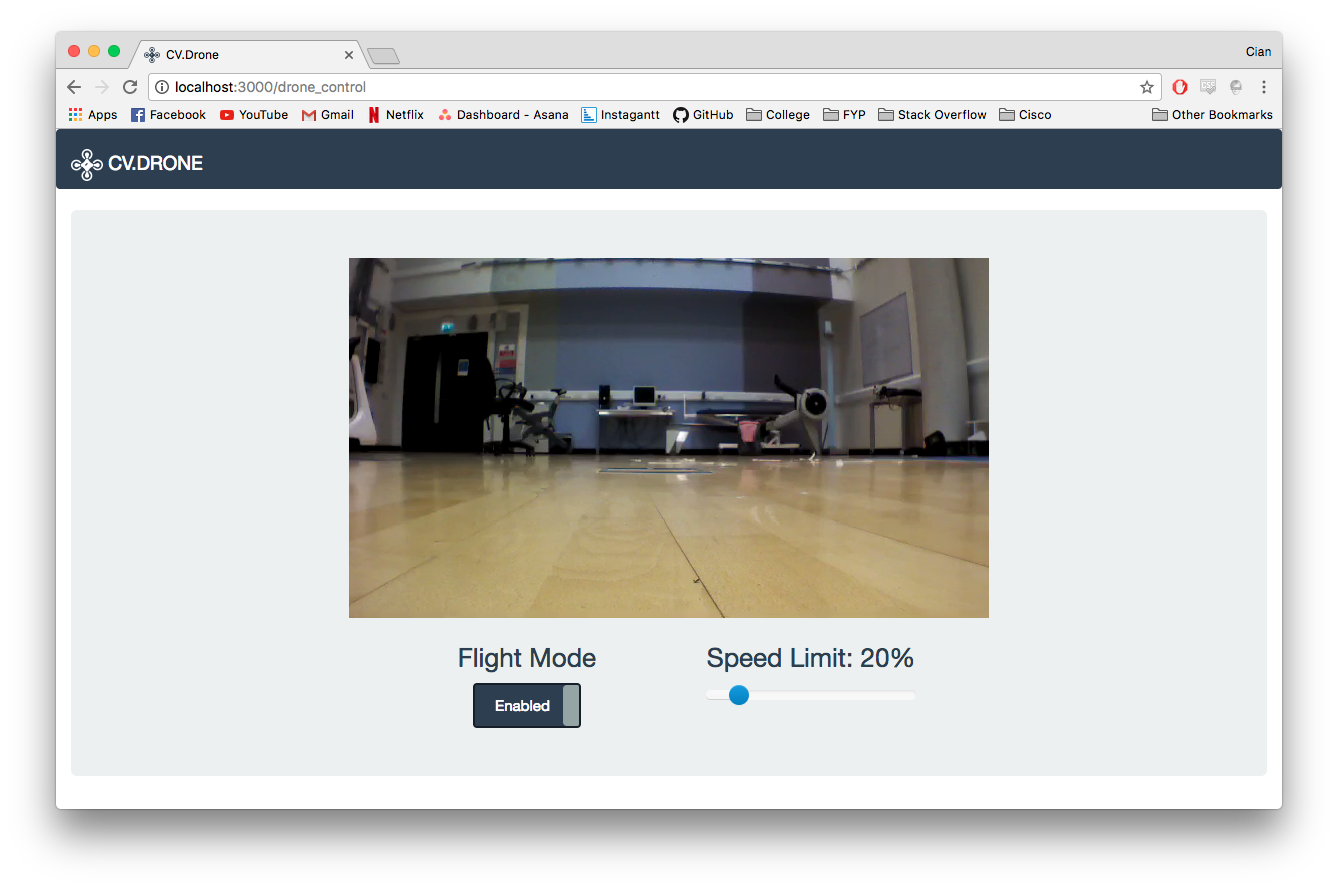 CV.Drone
Cian
localhost:3000/drone_control
Apps Facebook YouTube Gmail Netflix Dashboard - Asana Instagantt GitHub College FYP Stack Overflow Cisco Other Bookmarks
CV.DRONE
Flight Mode Speed Limit: 20%
Enabled